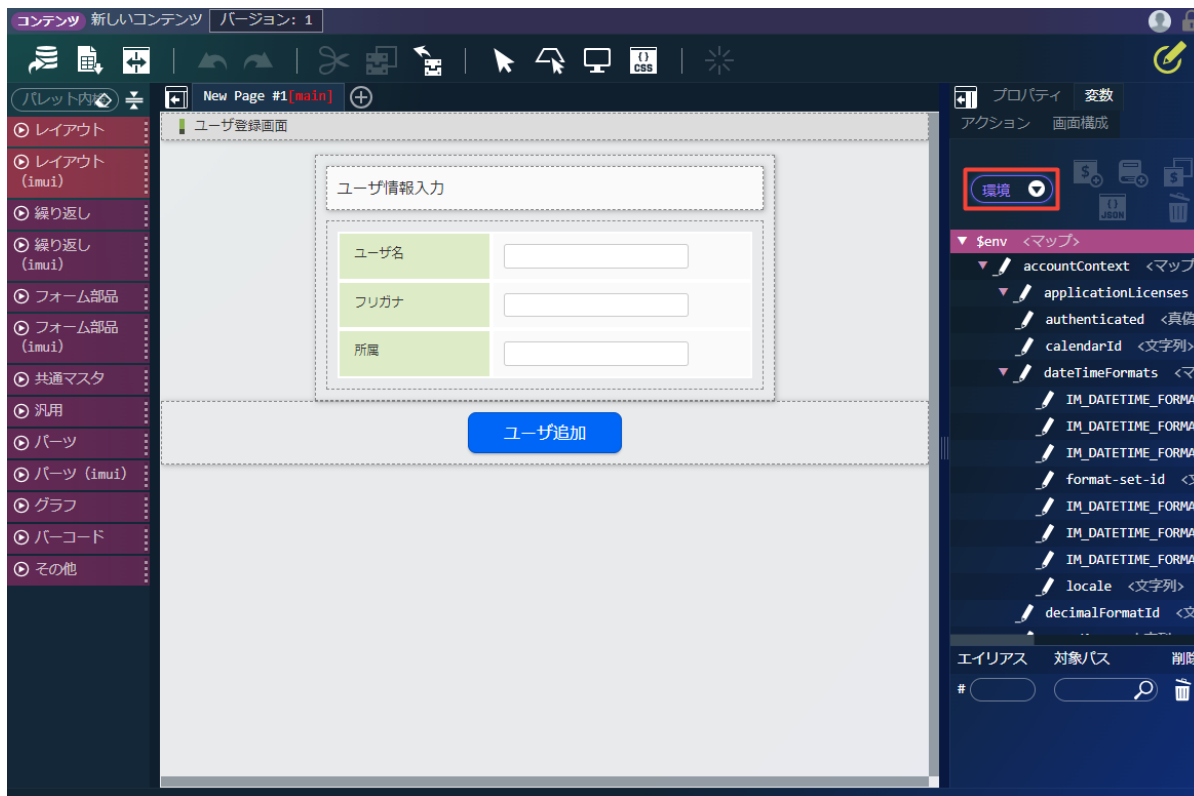 コンテンツ 新しいコンテンツ バージョン: 1
{} CSS
パレット内検
New Page #1[main]
プロパティ 変数
アクション 画面構成
レイアウト
レイアウト
(imui)
繰り返し
繰り返し
(imui)
フォーム部品
フォーム部品
(imui)
共通マスタ
汎用
パーツ
パーツ (imui)
グラフ
バーコード
その他
ユーザ登録画面
ユーザ情報入力
ユーザ名
フリガナ
所属
ユーザ追加
環境
{} JSON
$env <マップ>
accountContext <マップ
applicationLicenses
authenticated <真偽
calendarId <文字列>
dateTimeFormats <マ
IM_DATETIME_FORMA
IM_DATETIME_FORMA
IM_DATETIME_FORMA
format-set-id <文
IM_DATETIME_FORMA
IM_DATETIME_FORMA
IM_DATETIME_FORMA
locale <文字列>
decimalFormatId <文
エイリアス 対象パス 削除
#